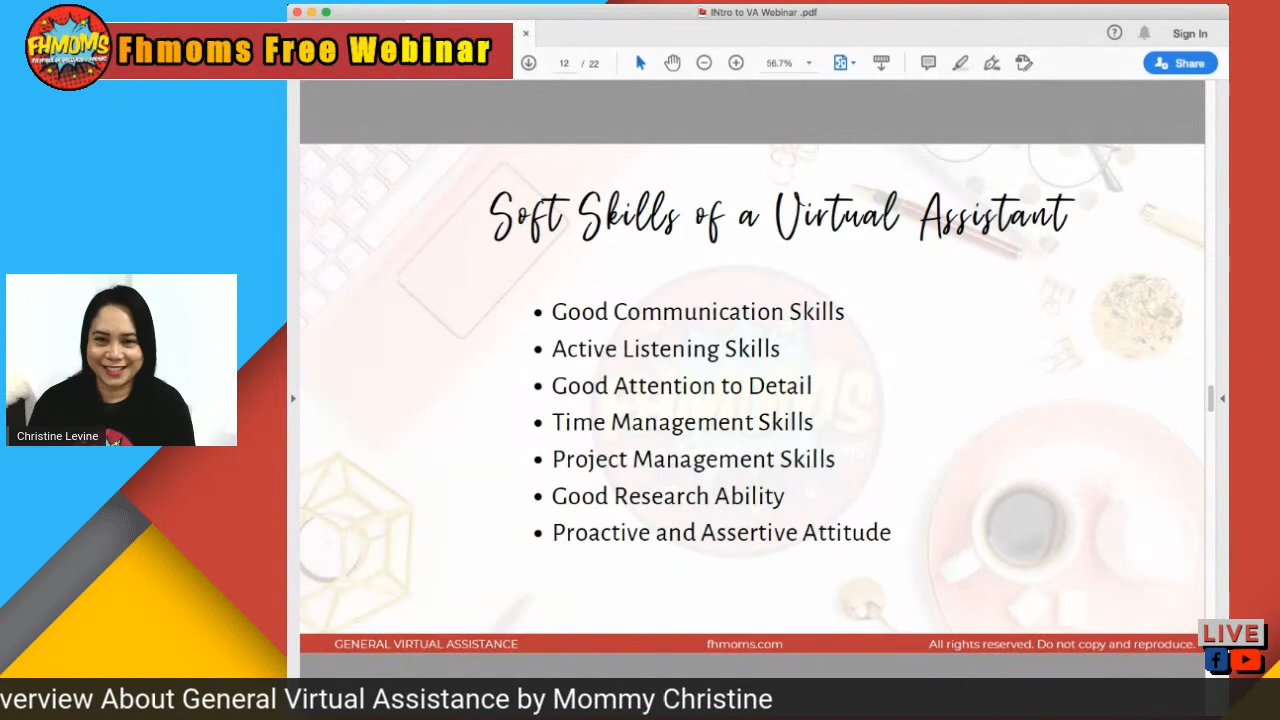 FHMOMS
Fhmoms Free Webinar
INtro to VA Webinar .pdf
Sign In
12 / 22
56.7%
Share
Soft Skills of a Virtual Assistant
• Good Communication Skills
• Active Listening Skills
• Good Attention to Detail
• Time Management Skills
• Project Management Skills
• Good Research Ability
• Proactive and Assertive Attitude
Christine Levine
GENERAL VIRTUAL ASSISTANCE
fhmoms.com
All rights reserved. Do not copy and reproduce.
LIVE
verview About General Virtual Assistance by Mommy Christine